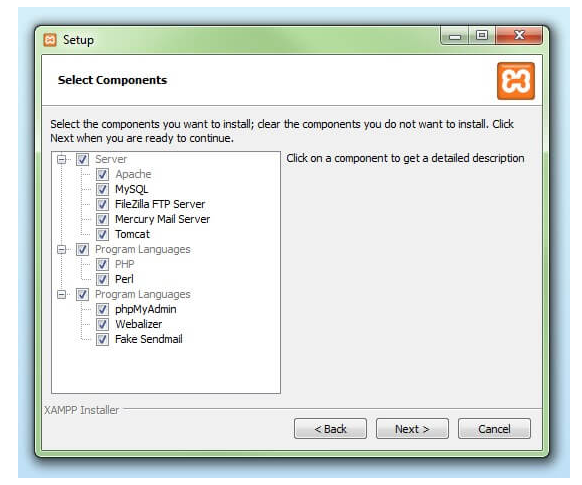 Setup
Select Components
Select the components you want to install; clear the components you do not want to install. Click
Next when you are ready to continue.
Server
Apache
MySQL
FileZilla FTP Server
Mercury Mail Server
Tomcat
Program Languages
PHP
Perl
Program Languages
phpMyAdmin
Webalizer
Fake Sendmail
Click on a component to get a detailed description
XAMPP Installer
< Back
Next >
Cancel